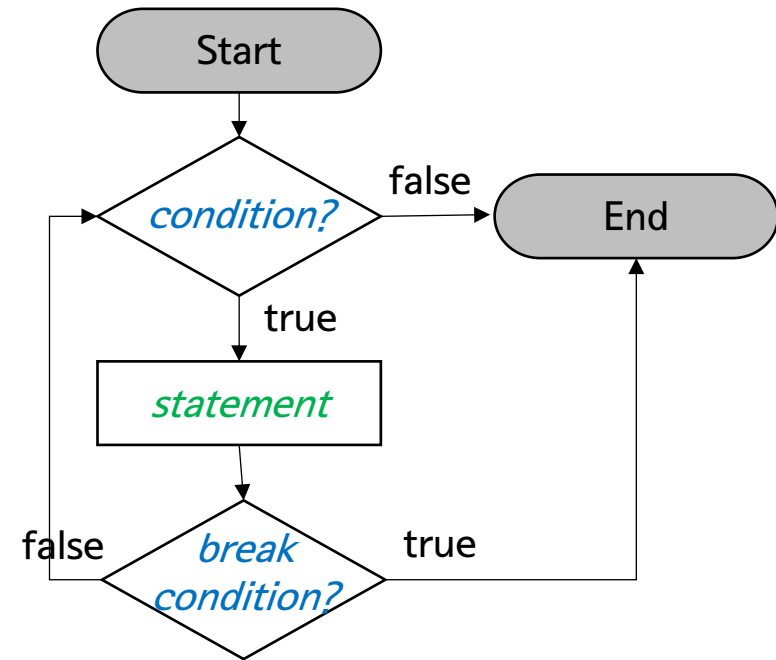 Start
false
condition?
End
true
statement
false
break
condition?
true